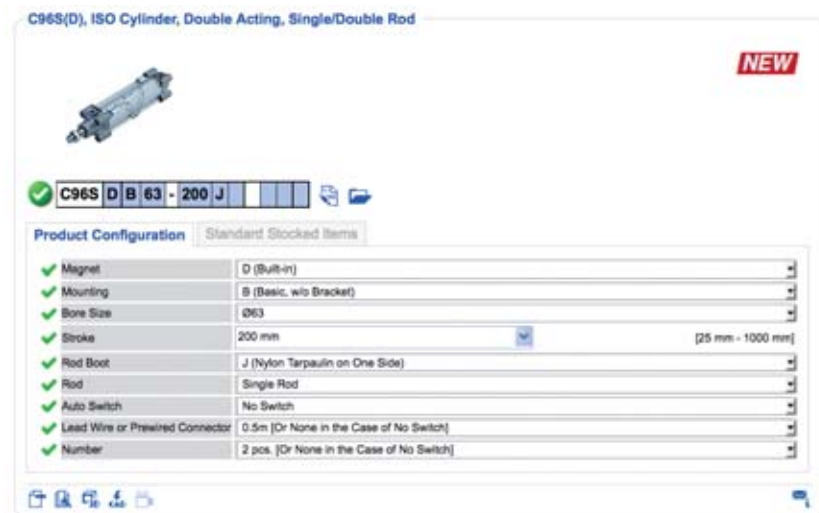 C96S(D), ISO Cylinder, Double Acting, Single/Double Rod
NEW
C96S D B 63 - 200 J
Product Configuration Standard Stocked Items
Magnet D (Built-in)
Mounting B (Basic, w/o Bracket)
Bore Size Ø63
Stroke 200 mm [25 mm - 1000 mm]
Rod Boot J (Nylon Tarpaulin on One Side)
Rod Single Rod
Auto Switch No Switch
Lead Wire or Prewired Connector 0.5m [Or None in the Case of No Switch]
Number 2 pcs. [Or None in the Case of No Switch]